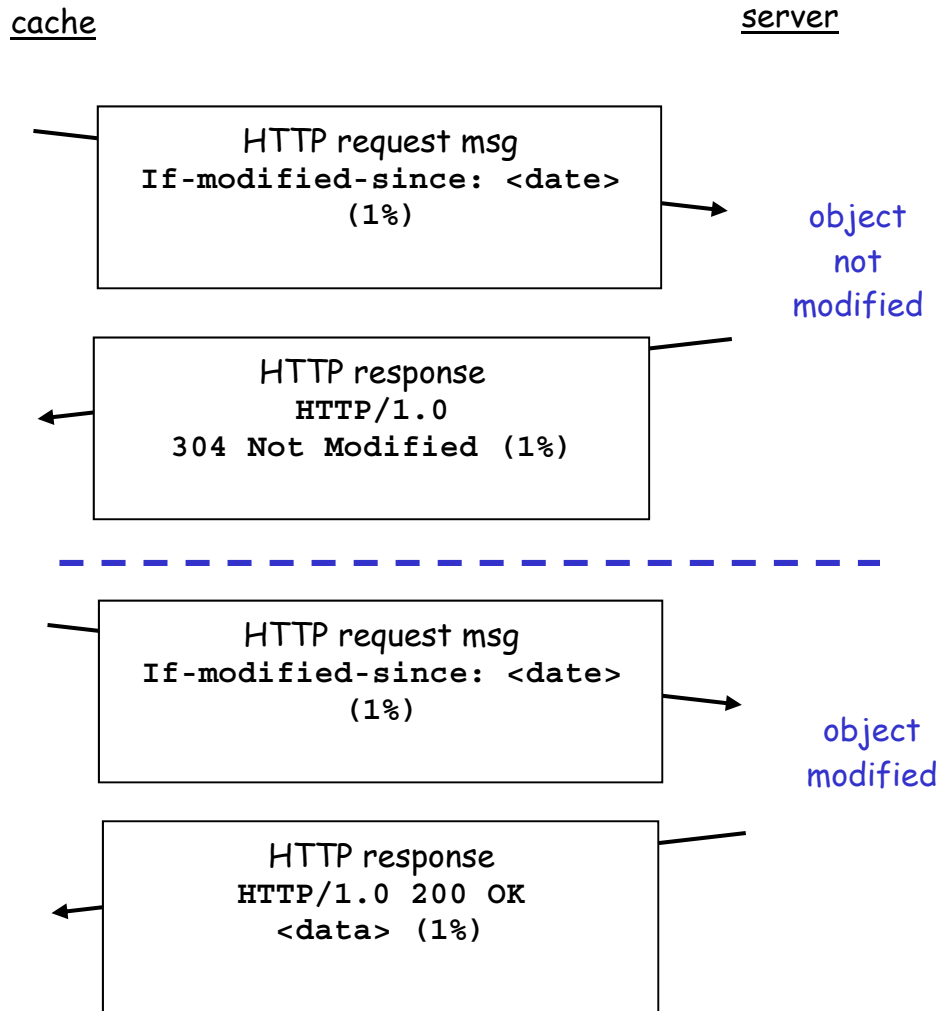 cache
server
HTTP request msg
If-modified-since: <date>
(1%)
object
not
modified
HTTP response
HTTP/1.0
304 Not Modified (1%)
HTTP request msg
If-modified-since: <date>
(1%)
object
modified
HTTP response
HTTP/1.0 200 OK
<data> (1%)